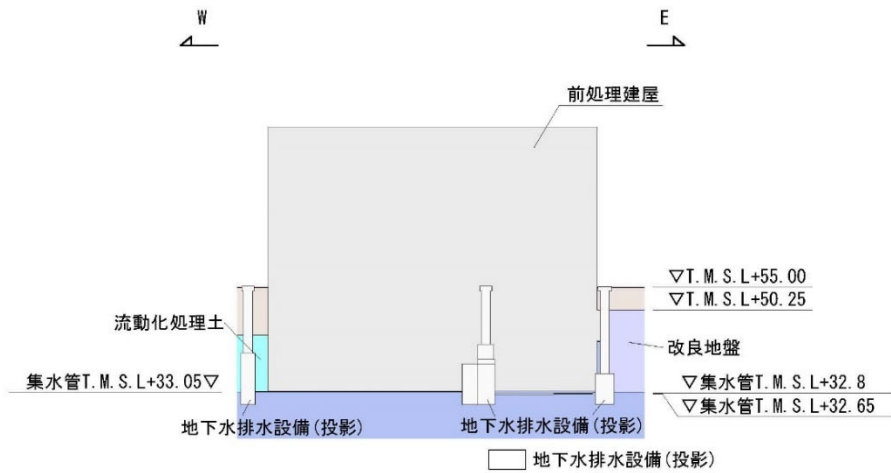 W
E
前処理建屋
▽T.M.S.L+55.00
▽T.M.S.L+50.25
流動化処理土
改良地盤
集水管T.M.S.L+33.05▽
▽集水管T.M.S.L+32.8
▽集水管T.M.S.L+32.65
地下水排水設備(投影)
地下水排水設備(投影)
地下水排水設備(投影)